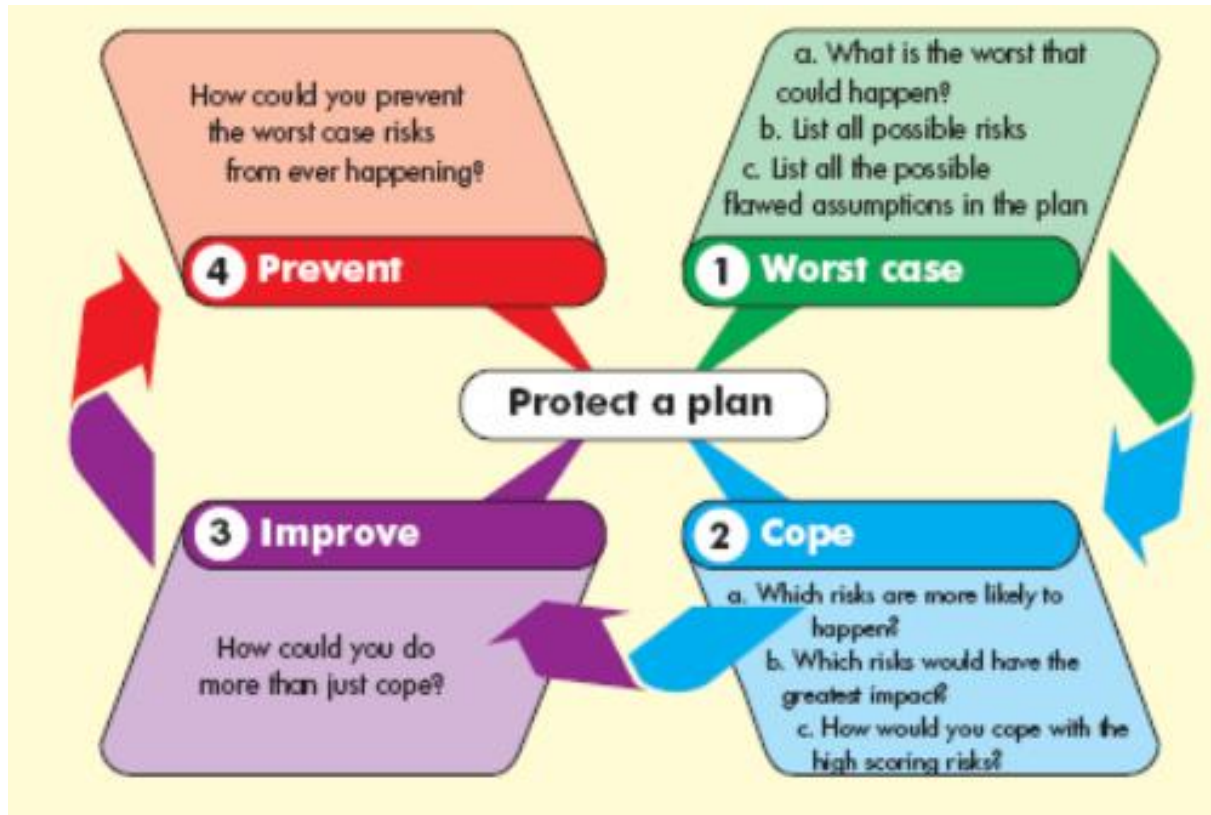 How could you prevent
the worst case risks
from ever happening?
4 Prevent
a. What is the worst that
could happen?
b. List all possible risks
c. List all the possible
flawed assumptions in the plan
1 Worst case
Protect a plan
3 Improve
How could you do
more than just cope?
2 Cope
a. Which risks are more likely to
happen?
b. Which risks would have the
greatest impact?
c. How would you cope with the
high scoring risks?